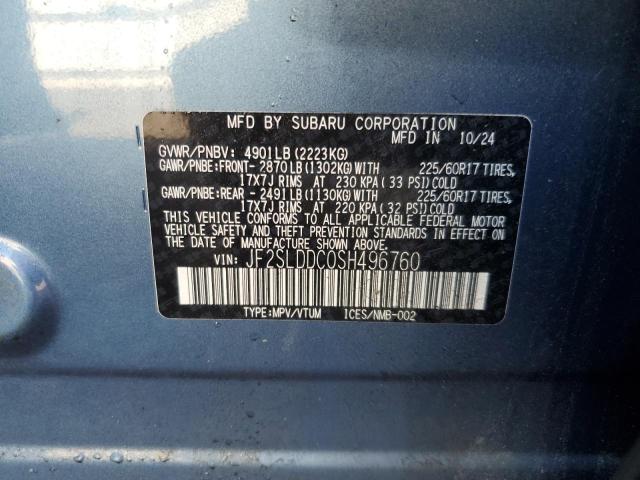 MFD BY SUBARU CORPORATION
MFD IN 10/24
GVWR/PNBV: 4901LB (2223KG)
GAWR/PNBE:FRONT- 2870LB (1302KG) WITH 225/60R17 TIRES,
17X7J RIMS AT 230 KPA ( 33 PSI) COLD
GAWR/PNBE:REAR - 2491LB (1130KG) WITH 225/60R17 TIRES,
17X7J RIMS AT 220 KPA ( 32 PSI) COLD
THIS VEHICLE CONFORMS TO ALL APPLICABLE FEDERAL MOTOR
VEHICLE SAFETY AND THEFT PREVENTION STANDARDS IN EFFECT ON
THE DATE OF MANUFACTURE SHOWN ABOVE.
VIN: JF2SLDDC0SH496760
TYPE:MPV/VTUM ICES/NMB-002